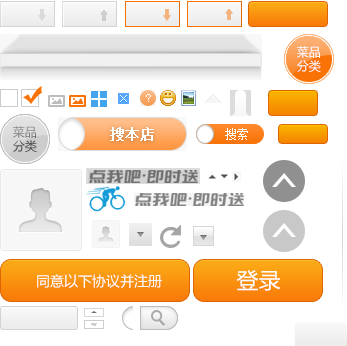 菜品
分类
菜品
分类
搜本店
搜索
点我吧·即时送
点我吧·即时送
同意以下协议并注册
登录